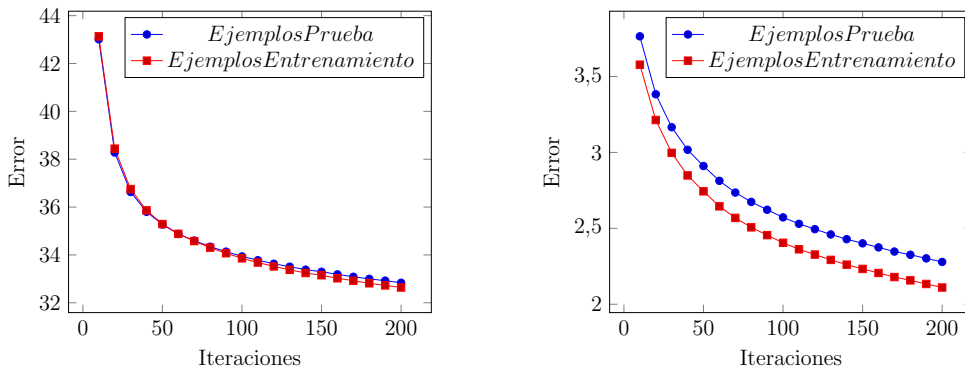 44
42
40
38
36
34
32
0
50
100
150
200
Error
Iteraciones
EjemplosPrueba
EjemplosEntrenamiento
3,5
3
2,5
2
0
50
100
150
200
Error
Iteraciones
EjemplosPrueba
EjemplosEntrenamiento